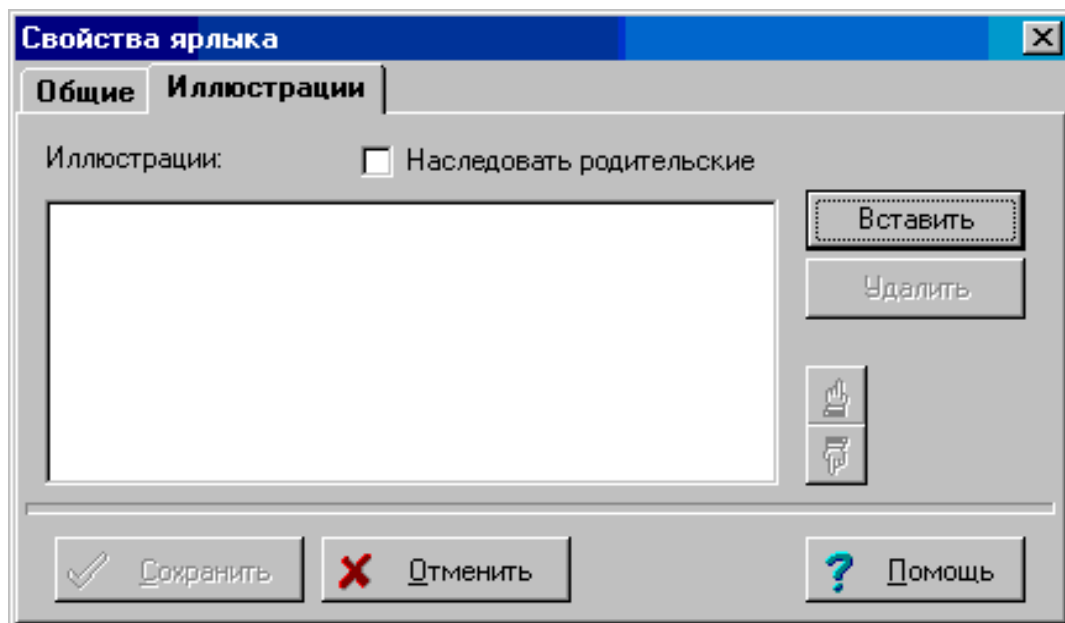 Свойства ярлыка
Общие Иллюстрации
Иллюстрации: Наследовать родительские
Вставить
Удалить
Сохранить Отменить Помощь